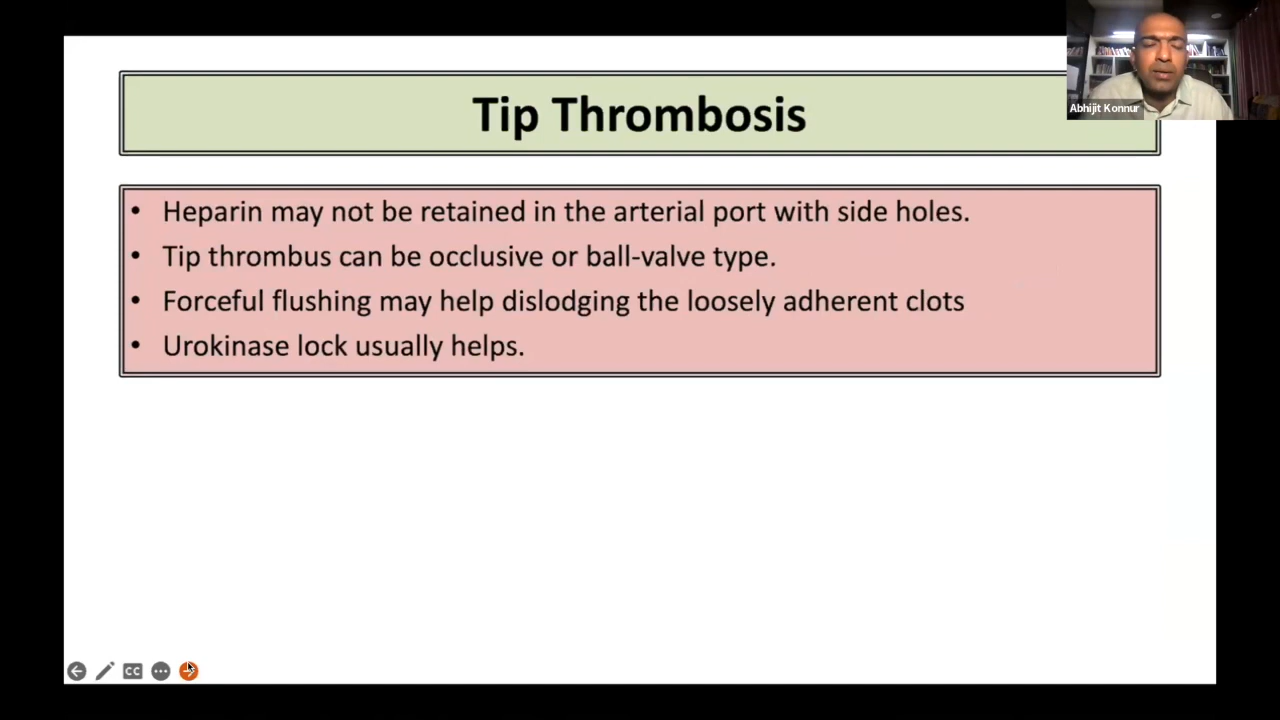 Tip Thrombosis
• Heparin may not be retained in the arterial port with side holes.
• Tip thrombus can be occlusive or ball-valve type.
• Forceful flushing may help dislodging the loosely adherent clots
• Urokinase lock usually helps.
Abhijit Konnur
CC